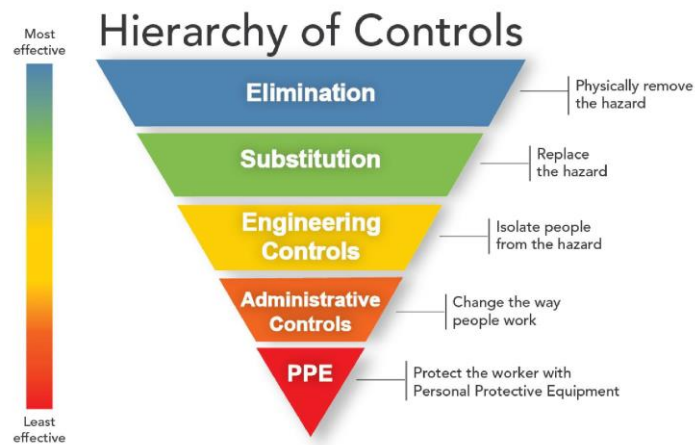 Hierarchy of Controls
Most
effective
Elimination
Physically remove
the hazard
Substitution
Replace
the hazard
Engineering
Controls
Isolate people
from the hazard
Administrative
Controls
Change the way
people work
PPE
Protect the worker with
Personal Protective Equipment
Least
effective